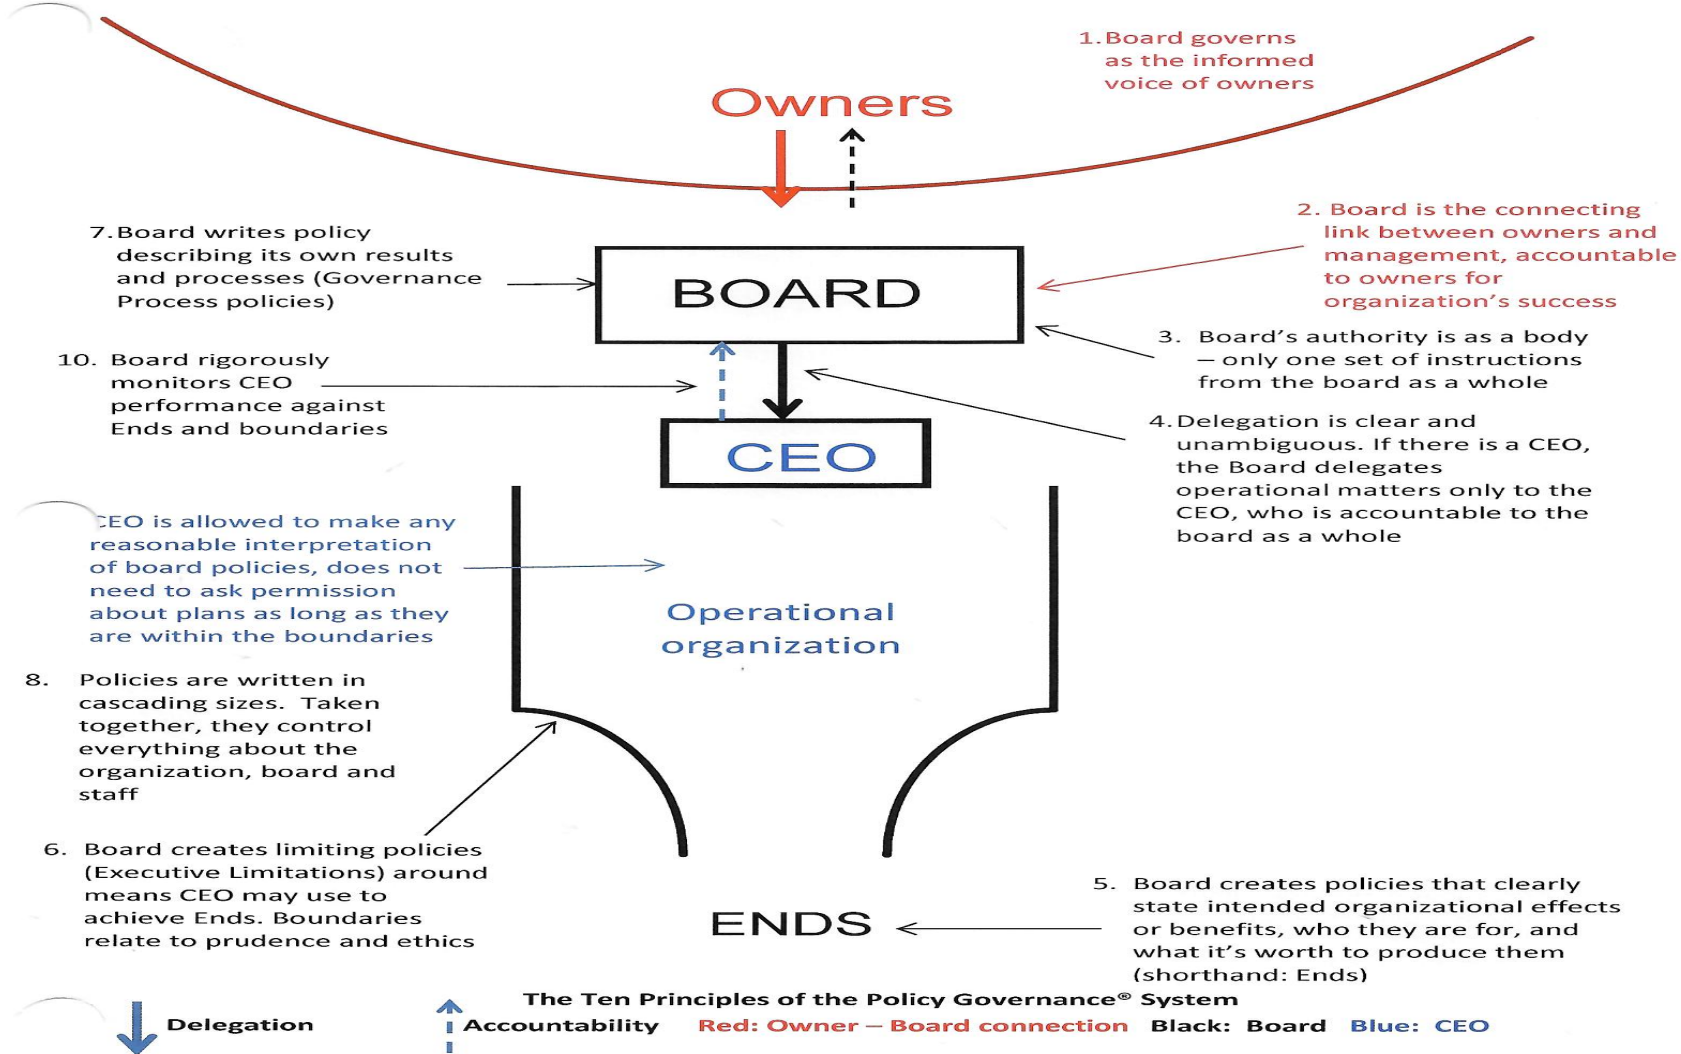 1. Board governs
as the informed
voice of owners
Owners
2. Board is the connecting
link between owners and
management, accountable
to owners for
organization's success
7. Board writes policy
describing its own results
and processes (Governance
Process policies)
BOARD
3. Board's authority is as a body
– only one set of instructions
from the board as a whole
10. Board rigorously
monitors CEO
performance against
Ends and boundaries
4. Delegation is clear and
unambiguous. If there is a CEO,
the Board delegates
operational matters only to the
CEO, who is accountable to the
board as a whole
CEO
CEO is allowed to make any
reasonable interpretation
of board policies, does not
need to ask permission
about plans as long as they
are within the boundaries
Operational
organization
8. Policies are written in
cascading sizes. Taken
together, they control
everything about the
organization, board and
staff
6. Board creates limiting policies
(Executive Limitations) around
means CEO may use to
achieve Ends. Boundaries
relate to prudence and ethics
ENDS
5. Board creates policies that clearly
state intended organizational effects
or benefits, who they are for, and
what it's worth to produce them
(shorthand: Ends)
The Ten Principles of the Policy Governance® System
Delegation Accountability Red: Owner – Board connection Black: Board Blue: CEO